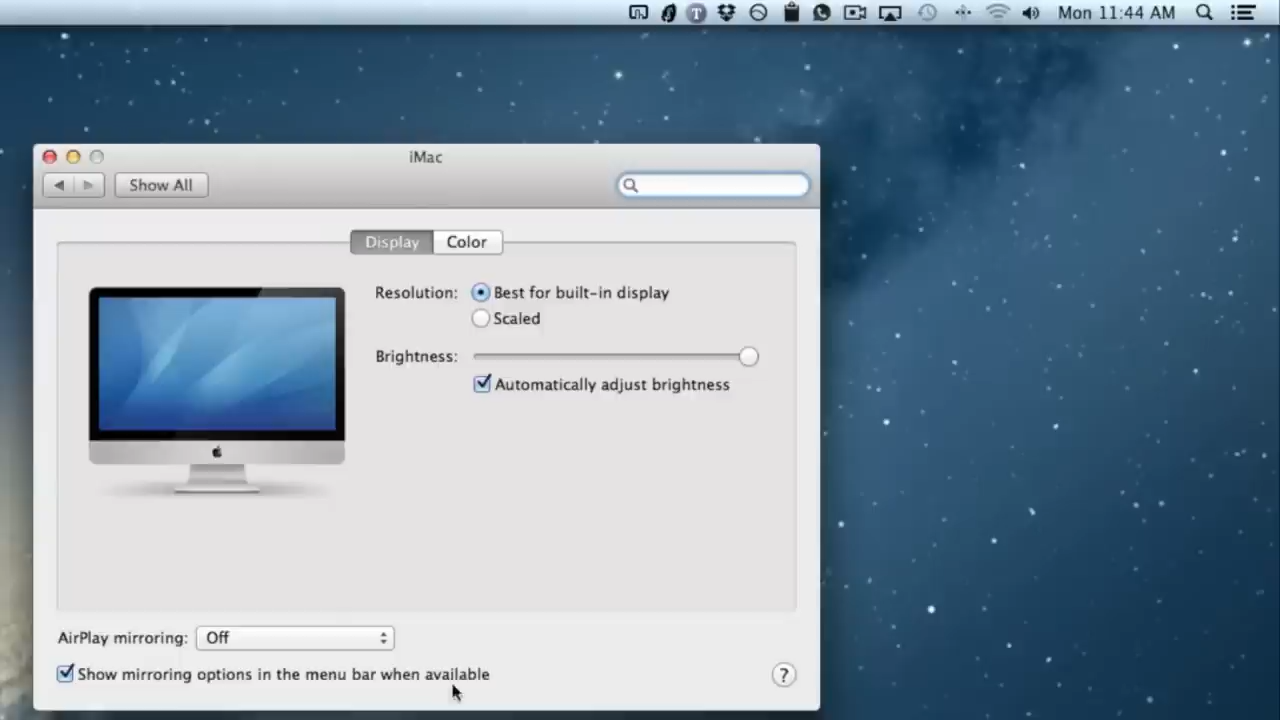 Mon 11:44 AM
iMac
Show All
Display Color
Resolution: Best for built-in display
Scaled
Brightness:
Automatically adjust brightness
AirPlay mirroring: Off
Show mirroring options in the menu bar when available ?